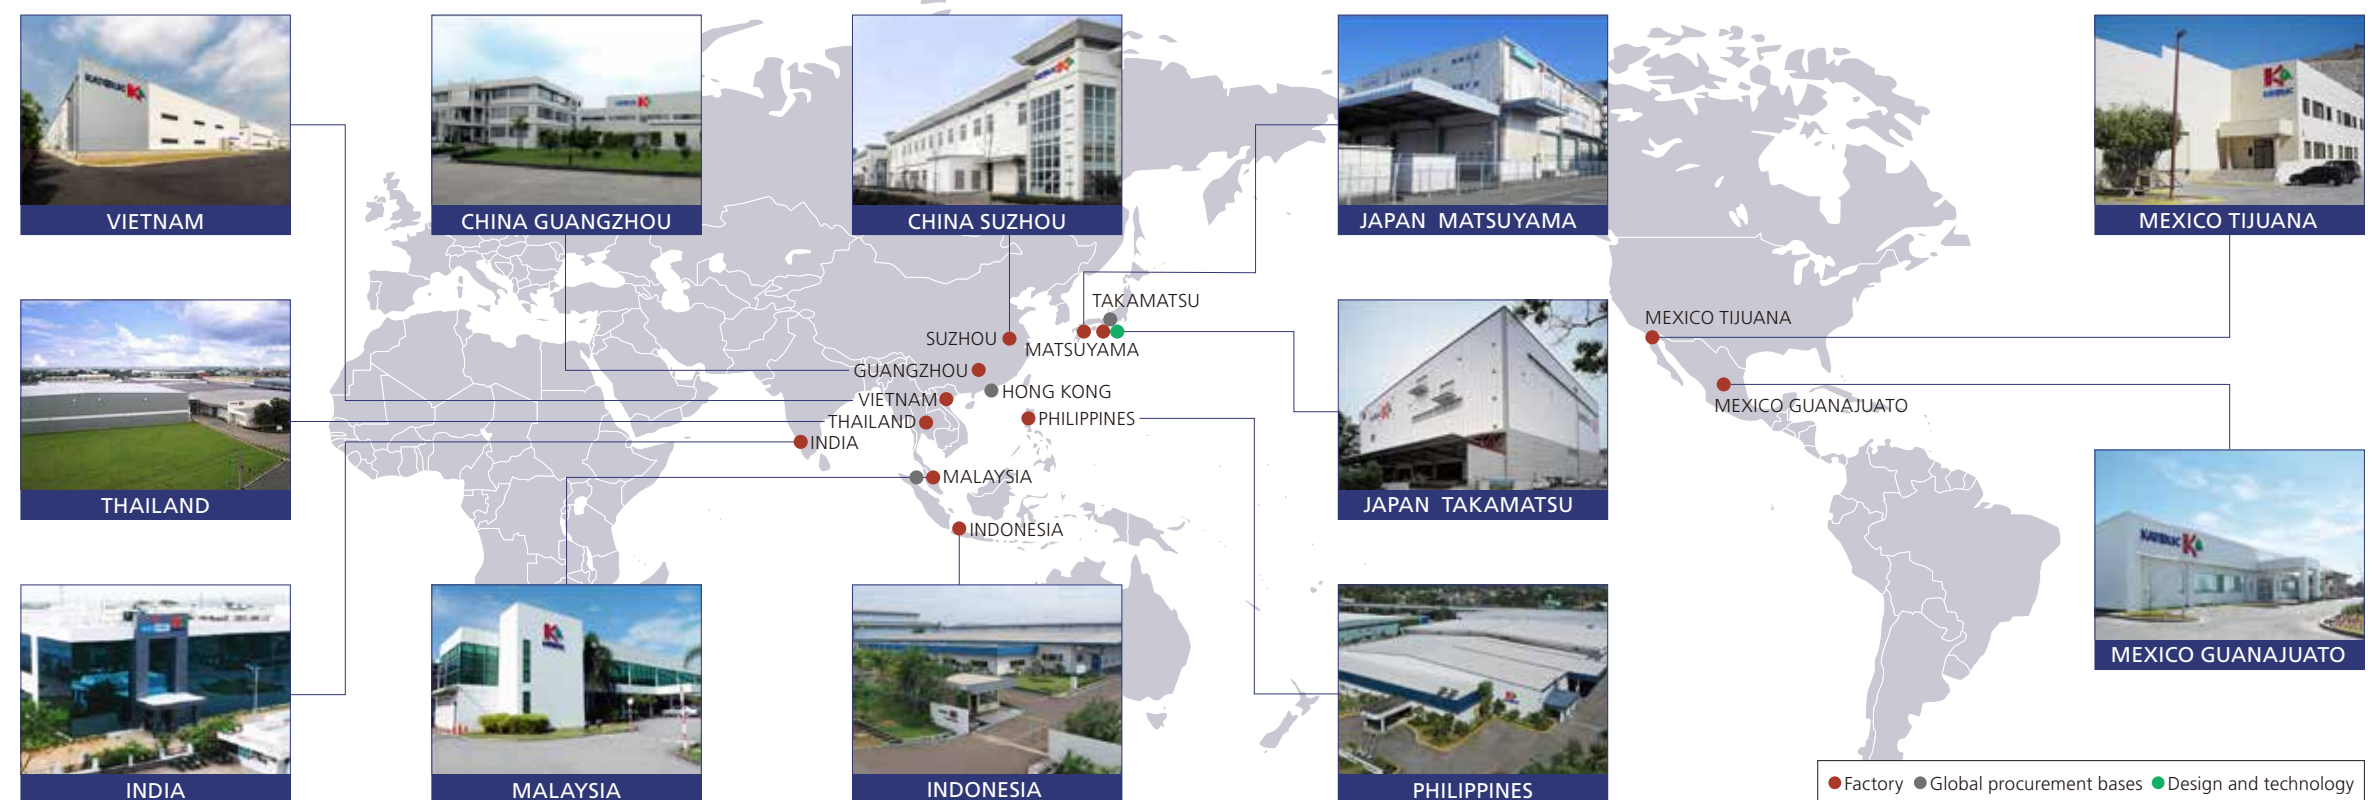 VIETNAM
CHINA GUANGZHOU
CHINA SUZHOU
JAPAN MATSUYAMA
MEXICO TIJUANA
TAKAMATSU
MEXICO TIJUANA
SUZHOU
MATSUYAMA
GUANGZHOU
HONG KONG
VIETNAM
MEXICO GUANAJUATO
THAILAND
PHILIPPINES
INDIA
MALAYSIA
THAILAND
JAPAN TAKAMATSU
INDONESIA
MEXICO GUANAJUATO
INDIA
MALAYSIA
INDONESIA
PHILIPPINES
Factory Global procurement bases Design and technology